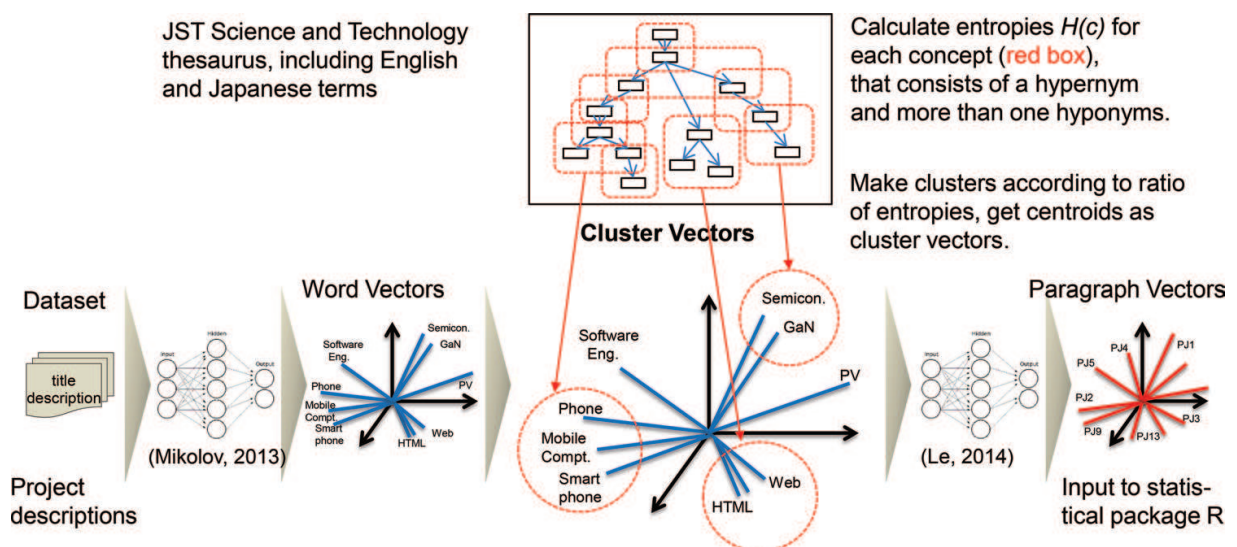 JST Science and Technology
thesaurus, including English
and Japanese terms
Calculate entropies H(c) for
each concept (red box),
that consists of a hypernym
and more than one hyponyms.
Make clusters according to ratio
of entropies, get centroids as
cluster vectors.
Cluster Vectors
Dataset
title
description
Project
descriptions
Input
Hidden
Output
(Mikolov, 2013)
Word Vectors
Semicon.
GaN
Software
Eng.
PV
Phone
Mobile
Compt.
Smart
phone
HTML
Web
Semicon.
GaN
Software
Eng.
PV
Phone
Mobile
Compt.
Smart
phone
HTML
Web
Input
Hidden
Output
(Le, 2014)
Paragraph Vectors
PJ1
PJ4
PJ5
PJ2
PJ9
PJ13
PJ3
Input to statis-
tical package R